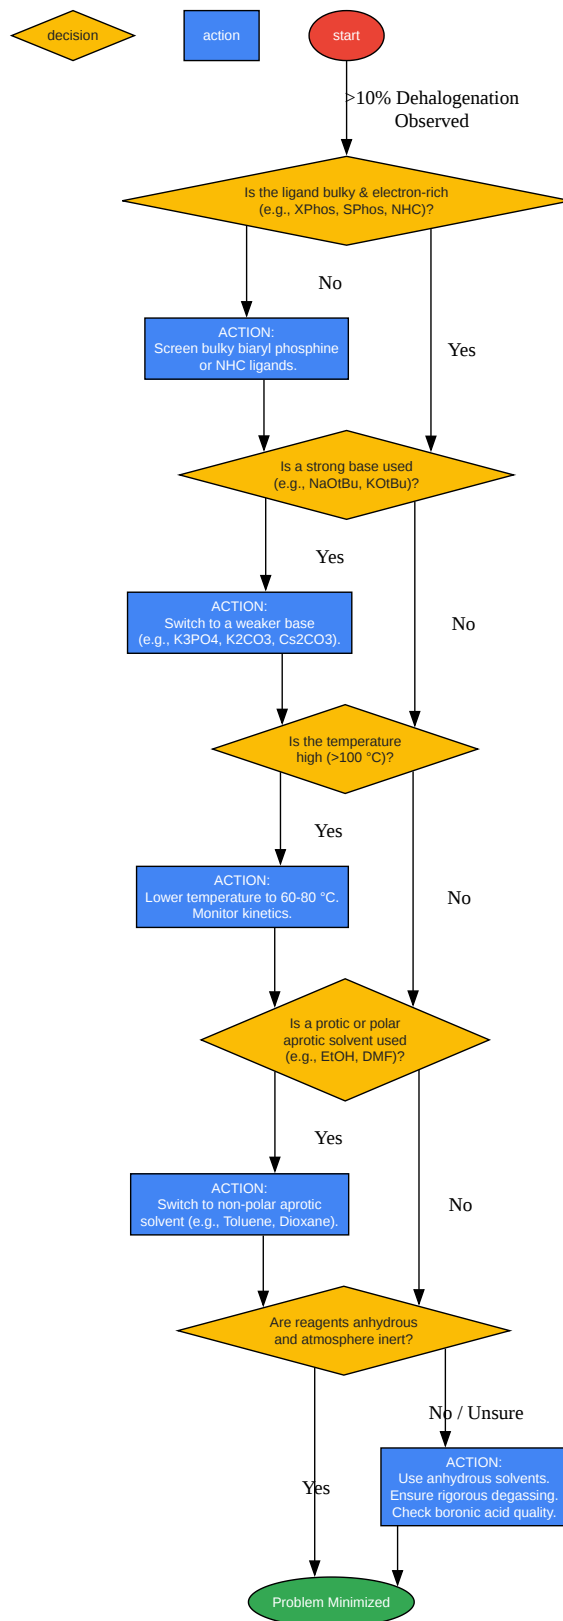 decision
action
start
>10% Dehalogenation
Observed
Is the ligand bulky & electron-rich
(e.g., XPhos, SPhos, NHC)?
No
Yes
ACTION:
Screen bulky biaryl phosphine
or NHC ligands.
Is a strong base used
(e.g., NaOtBu, KOtBu)?
Yes
No
ACTION:
Switch to a weaker base
(e.g., K3PO4, K2CO3, Cs2CO3).
Is the temperature
high (>100 °C)?
Yes
No
ACTION:
Lower temperature to 60-80 °C.
Monitor kinetics.
Is a protic or polar
aprotic solvent used
(e.g., EtOH, DMF)?
Yes
No
ACTION:
Switch to non-polar aprotic
solvent (e.g., Toluene, Dioxane).
Are reagents anhydrous
and atmosphere inert?
No / Unsure
Yes
ACTION:
Use anhydrous solvents.
Ensure rigorous degassing.
Check boronic acid quality.
Problem Minimized